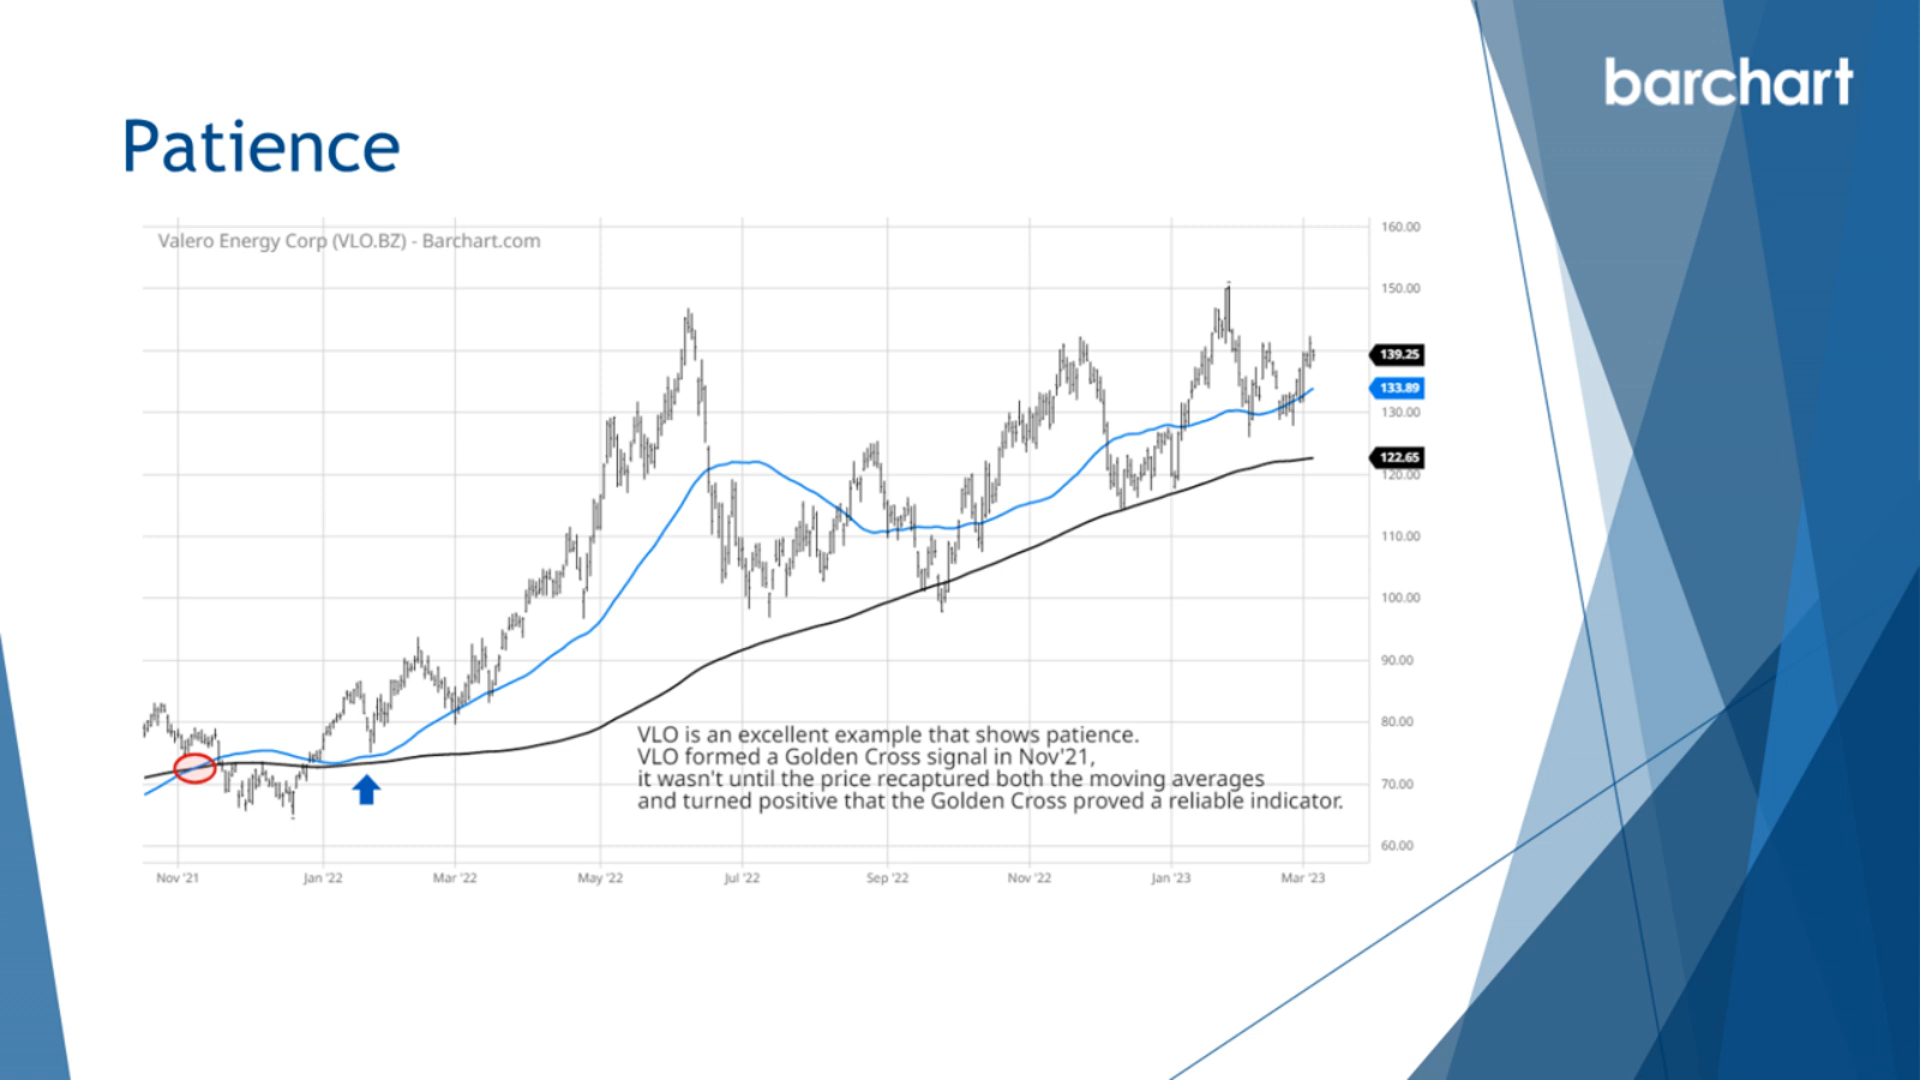 barchart
Patience
Valero Energy Corp (VLO.BZ) - Barchart.com
160.00
150.00
139.25
133.89
130.00
122.65
120.00
110.00
100.00
90.00
80.00
VLO is an excellent example that shows patience.
VLO formed a Golden Cross signal in Nov'21,
it wasn't until the price recaptured both the moving averages
70.00
and turned positive that the Golden Cross proved a reliable indicator.
60.00
Nov '21 Jan '22 Mar '22 May '22 Jul '22 Sep '22 Nov '22 Jan '23 Mar '23